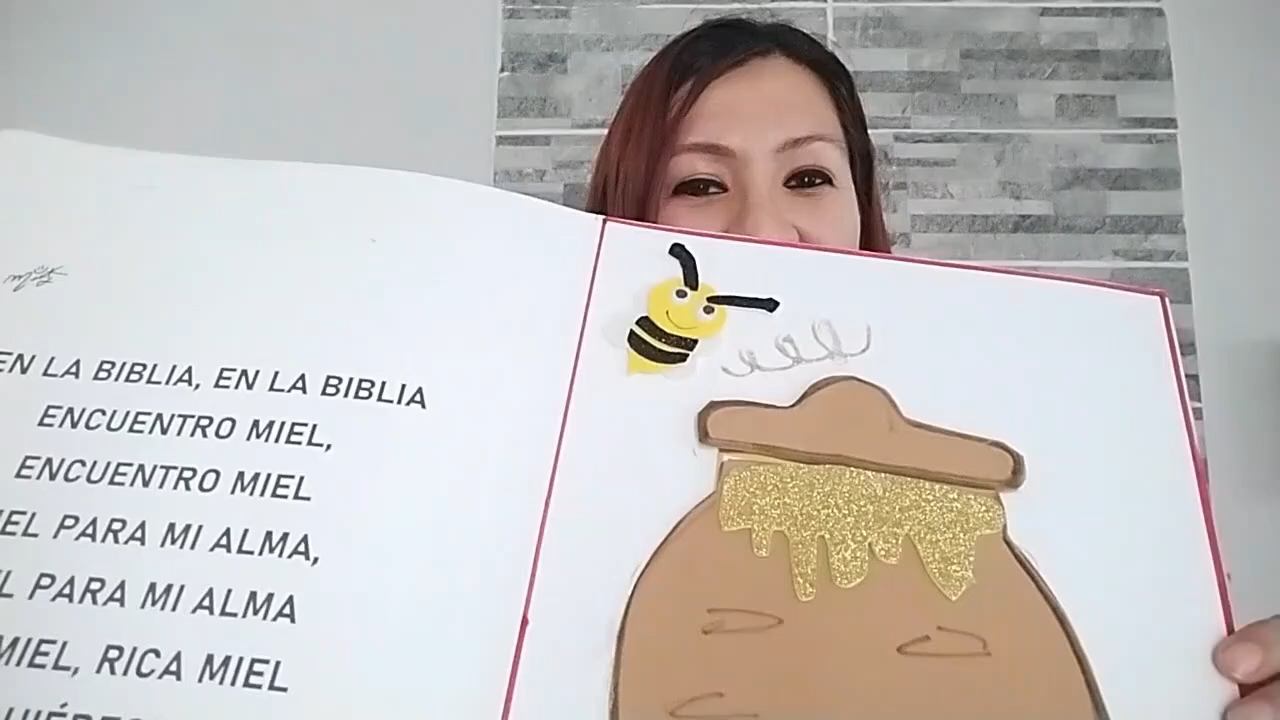 EN LA BIBLIA, EN LA BIBLIA
ENCUENTRO MIEL,
ENCUENTRO MIEL
PARA MI ALMA,
PARA MI ALMA
MIEL, RICA MIEL